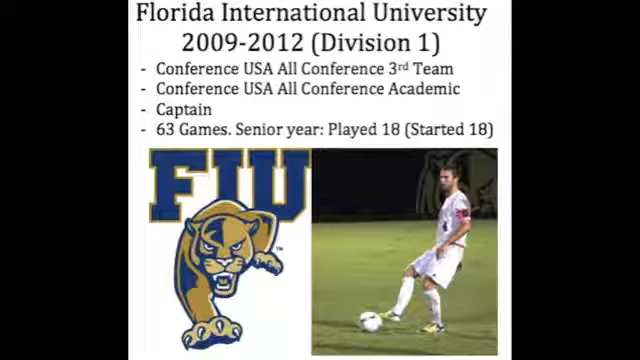 Florida International University
2009-2012 (Division 1)
- Conference USA All Conference 3rd Team
- Conference USA All Conference Academic
- Captain
- 63 Games. Senior year: Played 18 (Started 18)
FIU
TM